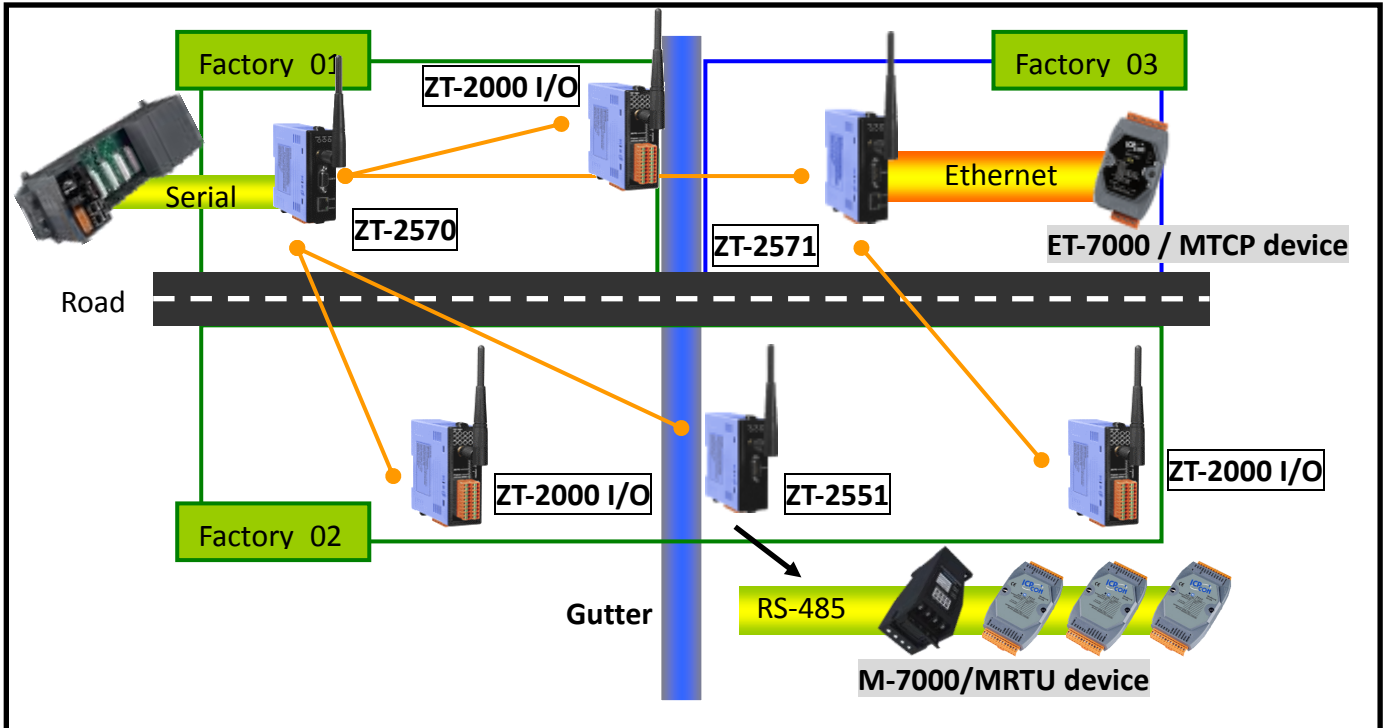 Factory 01
ZT-2000 I/O
Factory 03
Serial
Ethernet
ZT-2570
ZT-2571
ET-7000 / MTCP device
Road
ZT-2000 I/O
ZT-2551
ZT-2000 I/O
Factory 02
Gutter
RS-485
M-7000/MRTU device